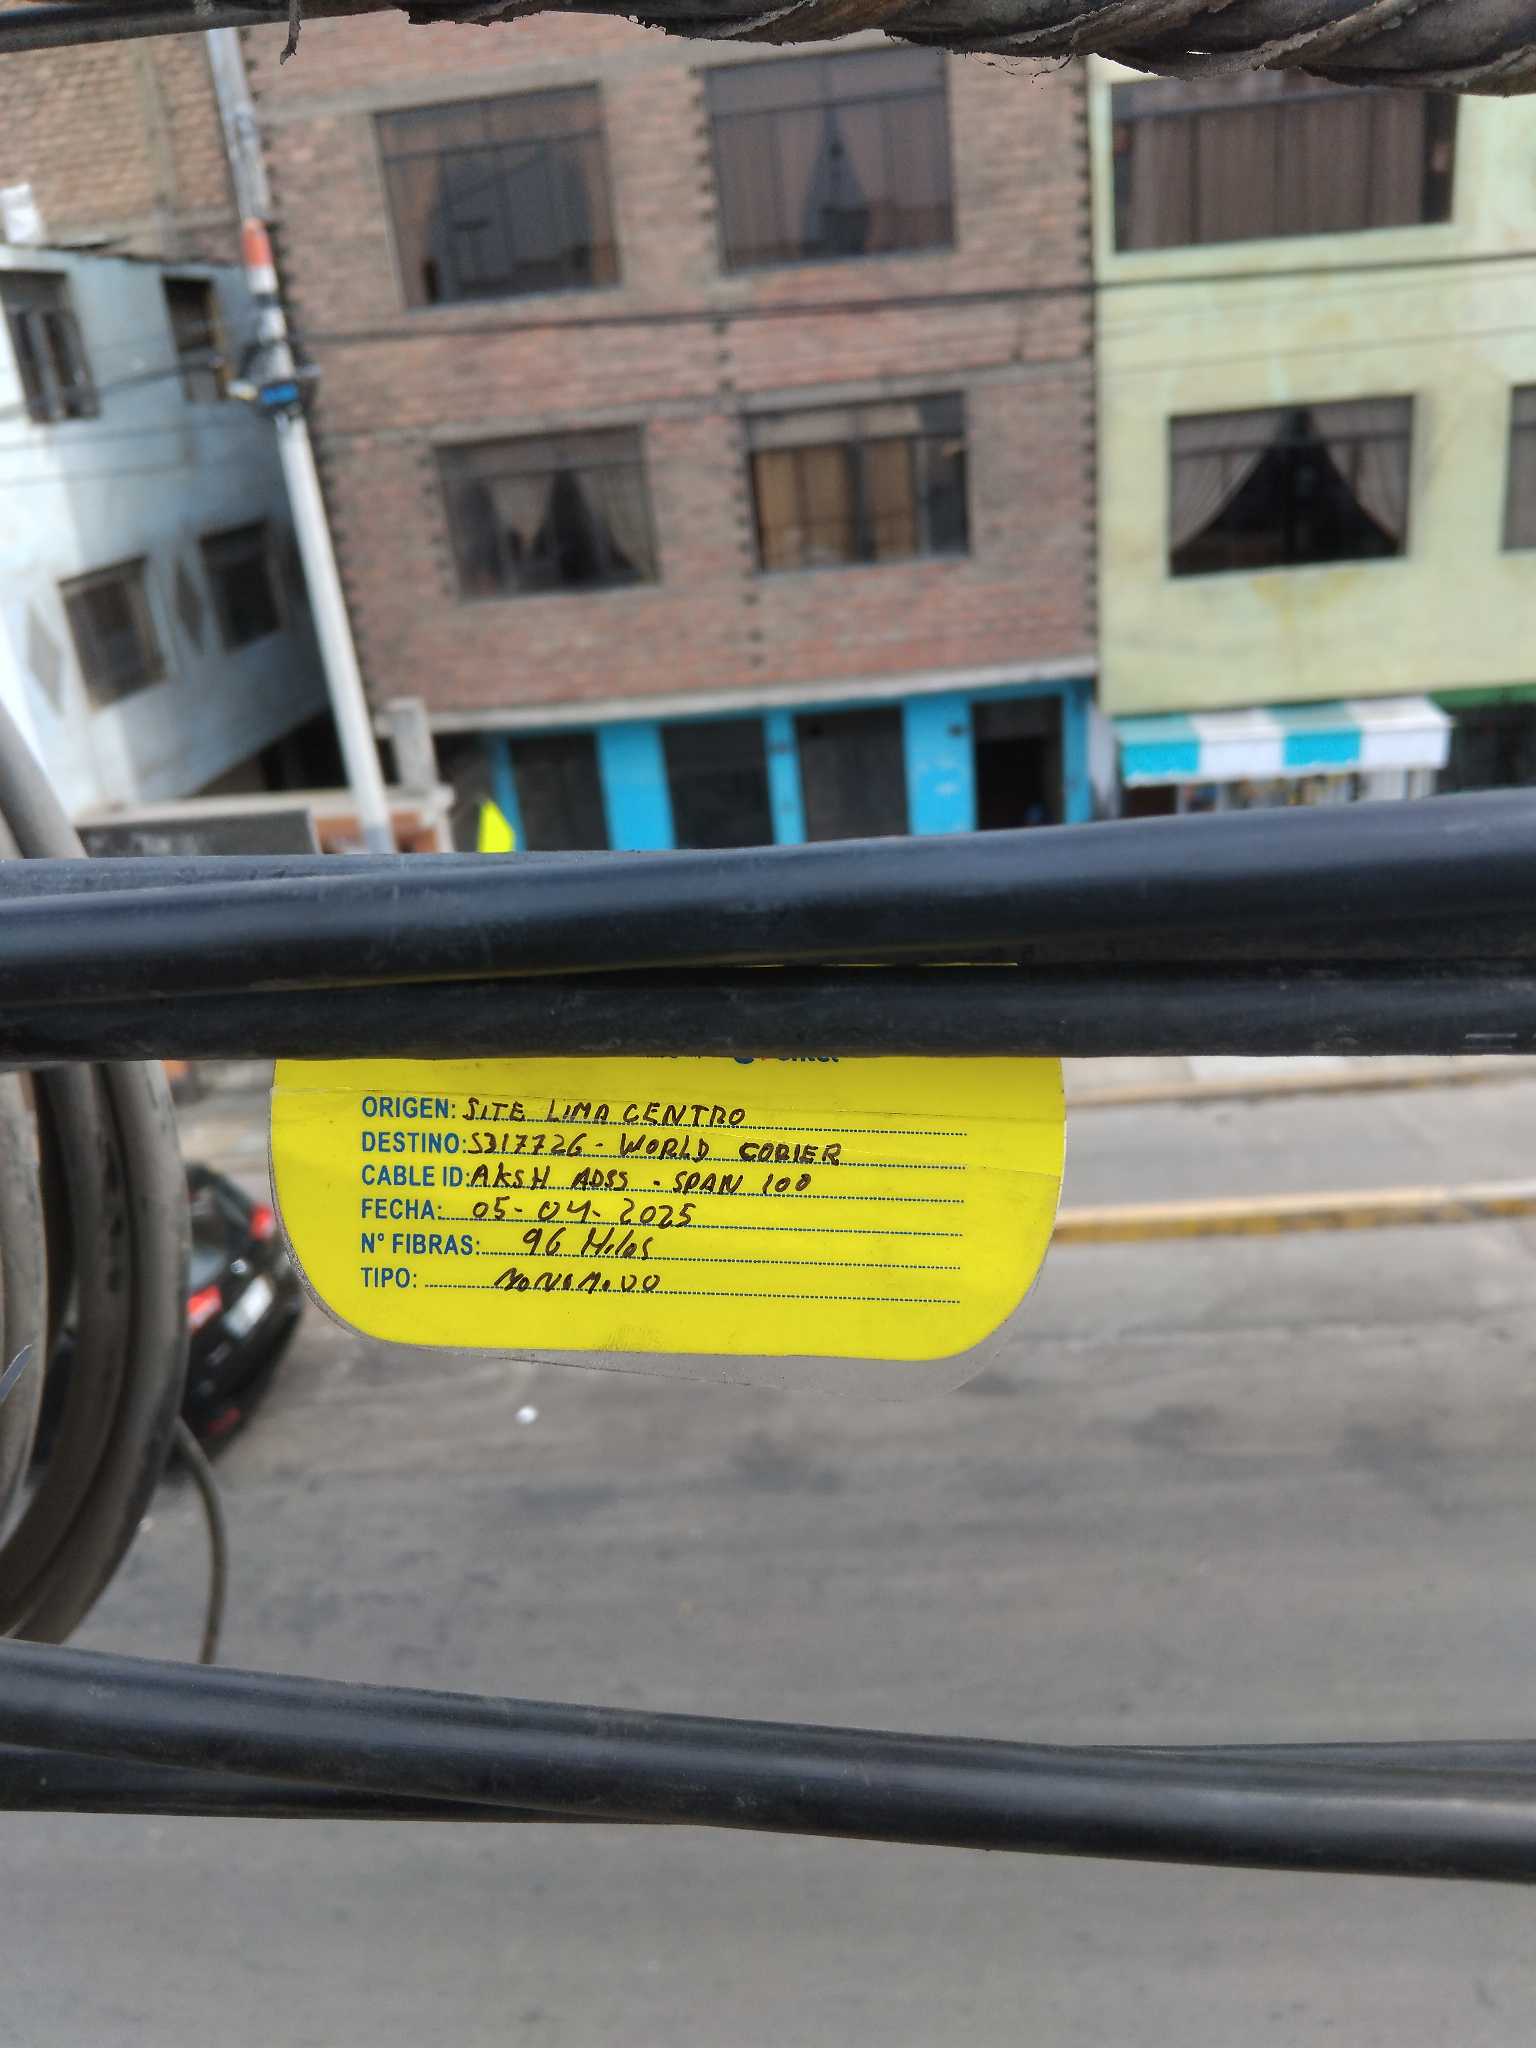 ORIGEN: SITE LIMA CENTRO
DESTINO: S317726 - WORLD CORIER
CABLE ID: AKSH ADSS - SPAN 100
FECHA: 05-04-2025
N° FIBRAS: 96 Hilos
TIPO: MONOMODO